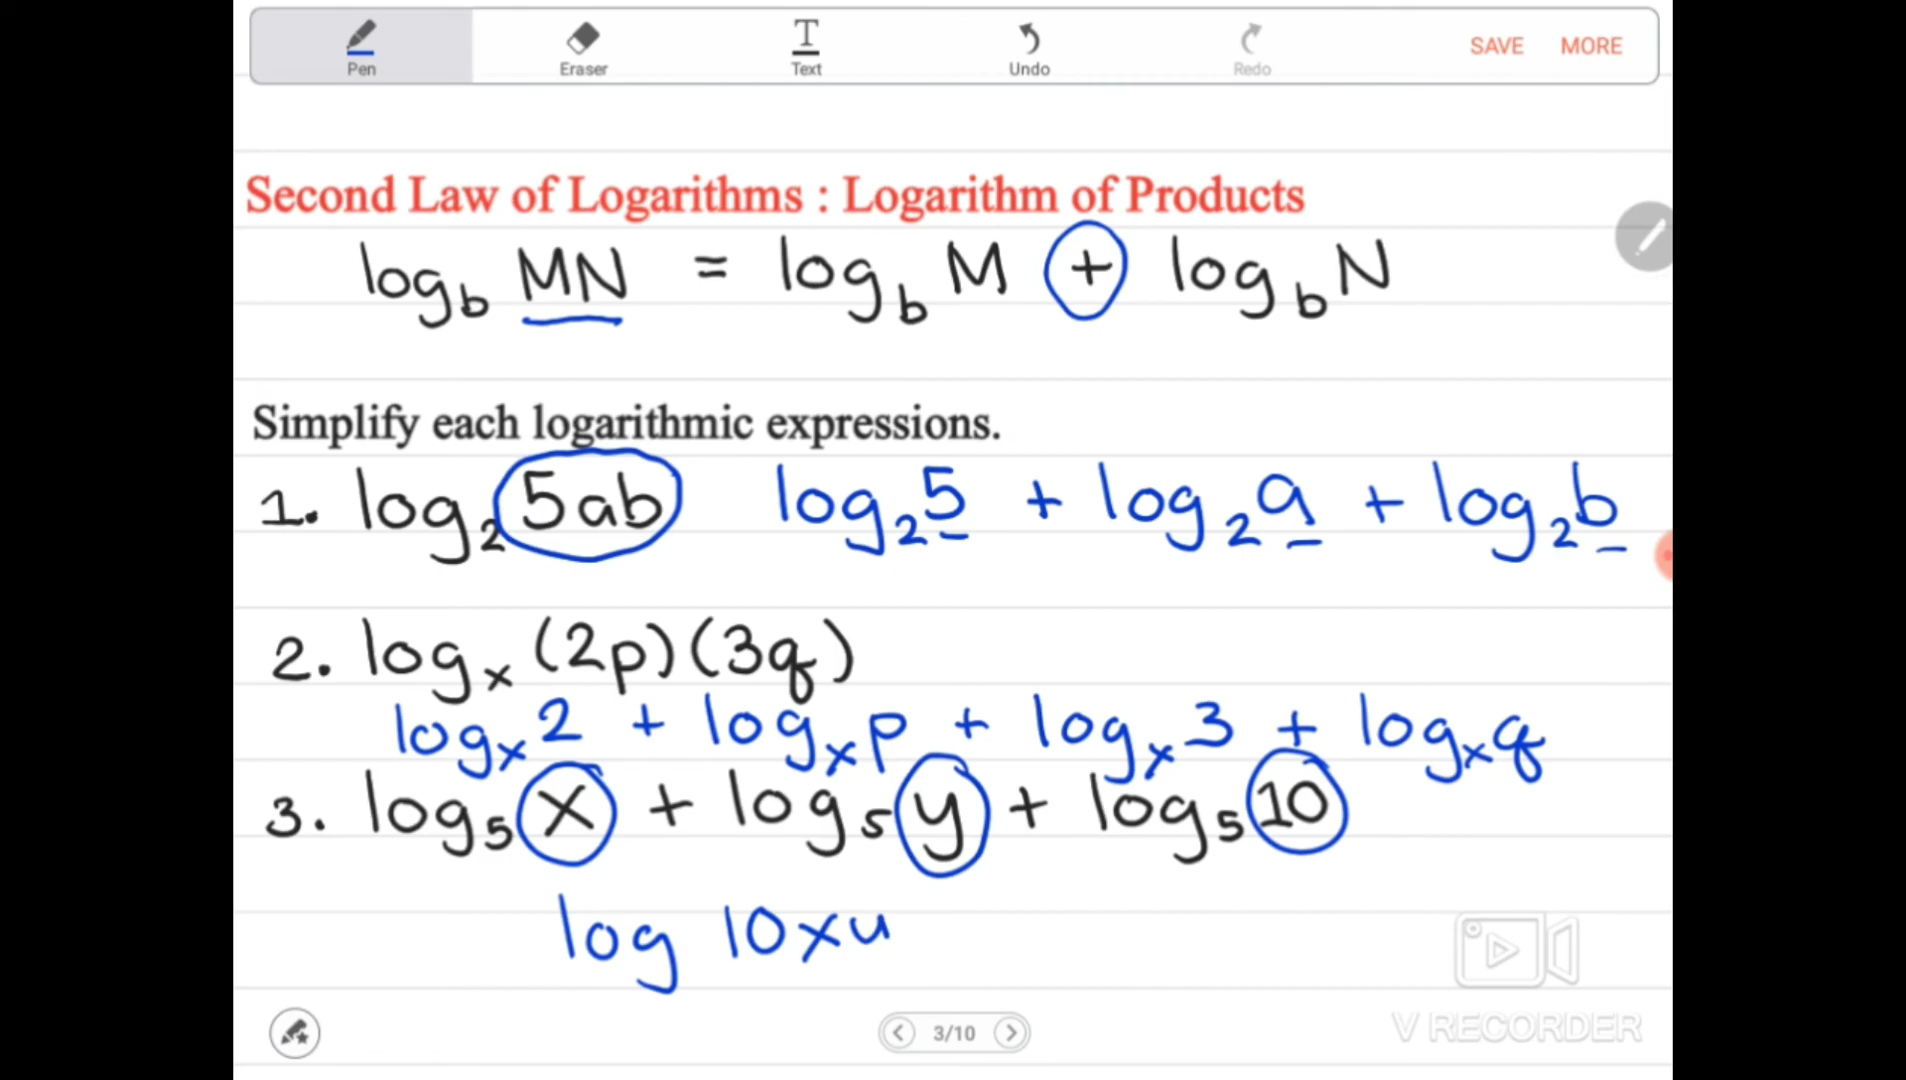 Pen Eraser Text Undo Redo SAVE MORE
Second Law of Logarithms : Logarithm of Products
log_b MN = log_b M + log_b N
Simplify each logarithmic expressions.
1. log_2 5ab log_2 5 + log_2 a + log_2 b
2. log_x (2p)(3q)
log_x 2 + log_x p + log_x 3 + log_x q
3. log_5 x + log_5 y + log_5 10
log 10xu
3/10
V RECORDER